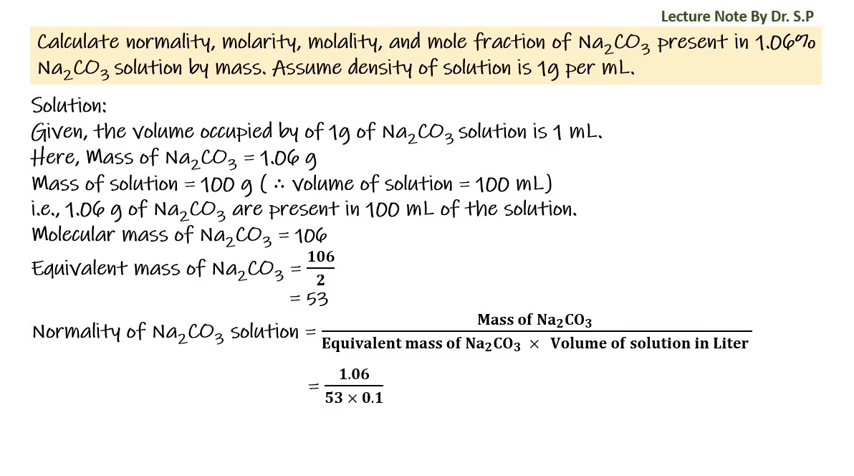 Lecture Note By Dr. S.P
Calculate normality, molarity, molality, and mole fraction of Na₂CO₃ present in 1.06%
Na₂CO₃ solution by mass. Assume density of solution is 1g per mL.
Solution:
Given, the volume occupied by of 1g of Na₂CO₃ solution is 1 mL.
Here, Mass of Na₂CO₃ = 1.06 g
Mass of solution = 100 g ( ∴ volume of solution = 100 mL)
i.e., 1.06 g of Na₂CO₃ are present in 100 mL of the solution.
Molecular mass of Na₂CO₃ = 106
Equivalent mass of Na₂CO₃ = 106/2
= 53
Normality of Na₂CO₃ solution = Mass of Na₂CO₃ / Equivalent mass of Na₂CO₃ × Volume of solution in Liter
= 1.06 / 53 × 0.1